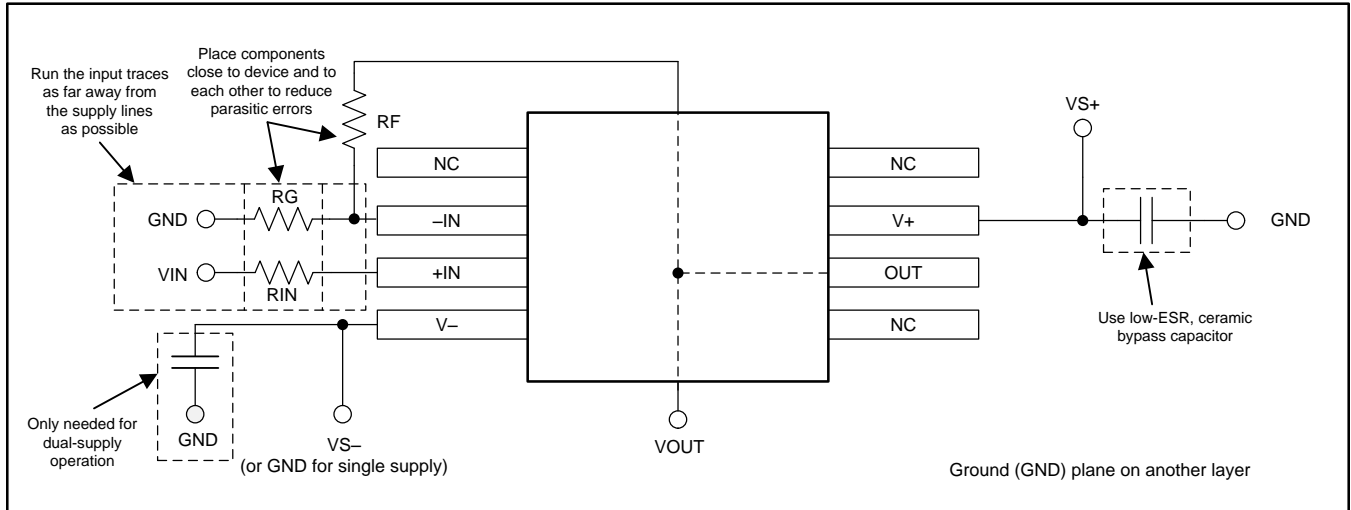 Run the input traces
as far away from
the supply lines
as possible
Place components
close to device and to
each other to reduce
parasitic errors
RF
VS+
NC
NC
RG
GND
–IN
V+
GND
VIN
+IN
OUT
RIN
V–
NC
Use low-ESR, ceramic
bypass capacitor
Only needed for
dual-supply
operation
GND
VS–
(or GND for single supply)
VOUT
Ground (GND) plane on another layer